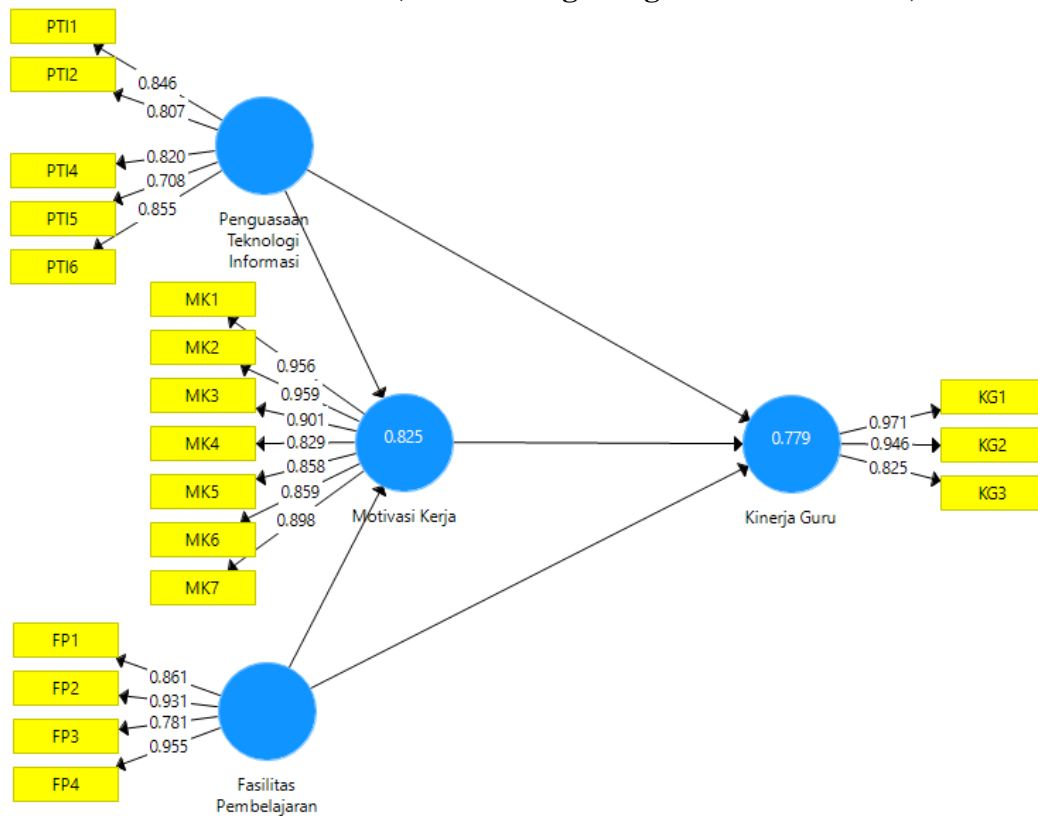 PTI1
PTI2
PTI4
PTI5
PTI6
0.846
0.807
0.820
0.708
0.855
Penguasaan
Teknologi
Informasi
MK1
MK2
MK3
MK4
MK5
MK6
MK7
0.956
0.959
0.901
0.829
0.858
0.859
0.898
0.825
Motivasi Kerja
FP1
FP2
FP3
FP4
0.861
0.931
0.781
0.955
Fasilitas
Pembelajaran
0.779
Kinerja Guru
0.971
0.946
0.825
KG1
KG2
KG3